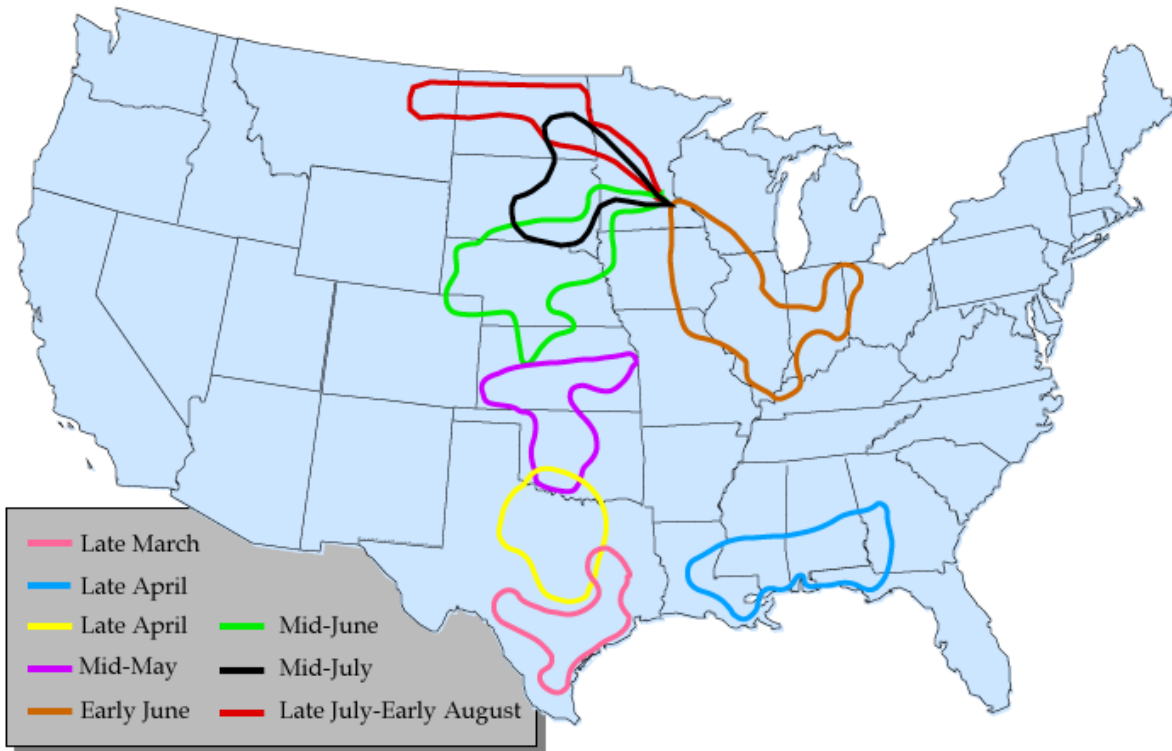 Late March
Late April
Late April
Mid-June
Mid-May
Mid-July
Early June
Late July-Early August